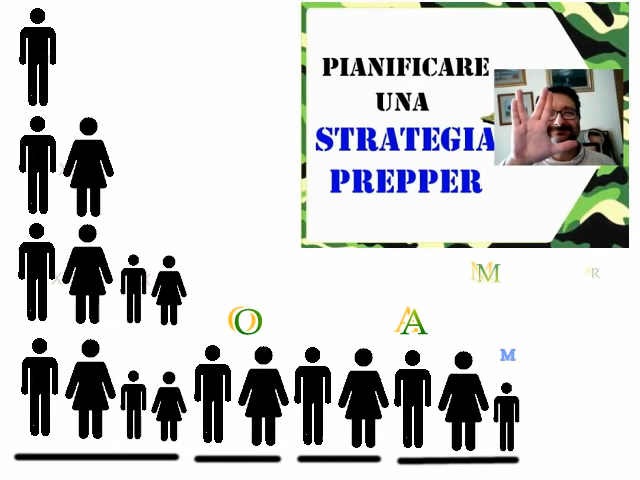 PIANIFICARE
UNA
STRATEGIA
PREPPER
M R
O A
M